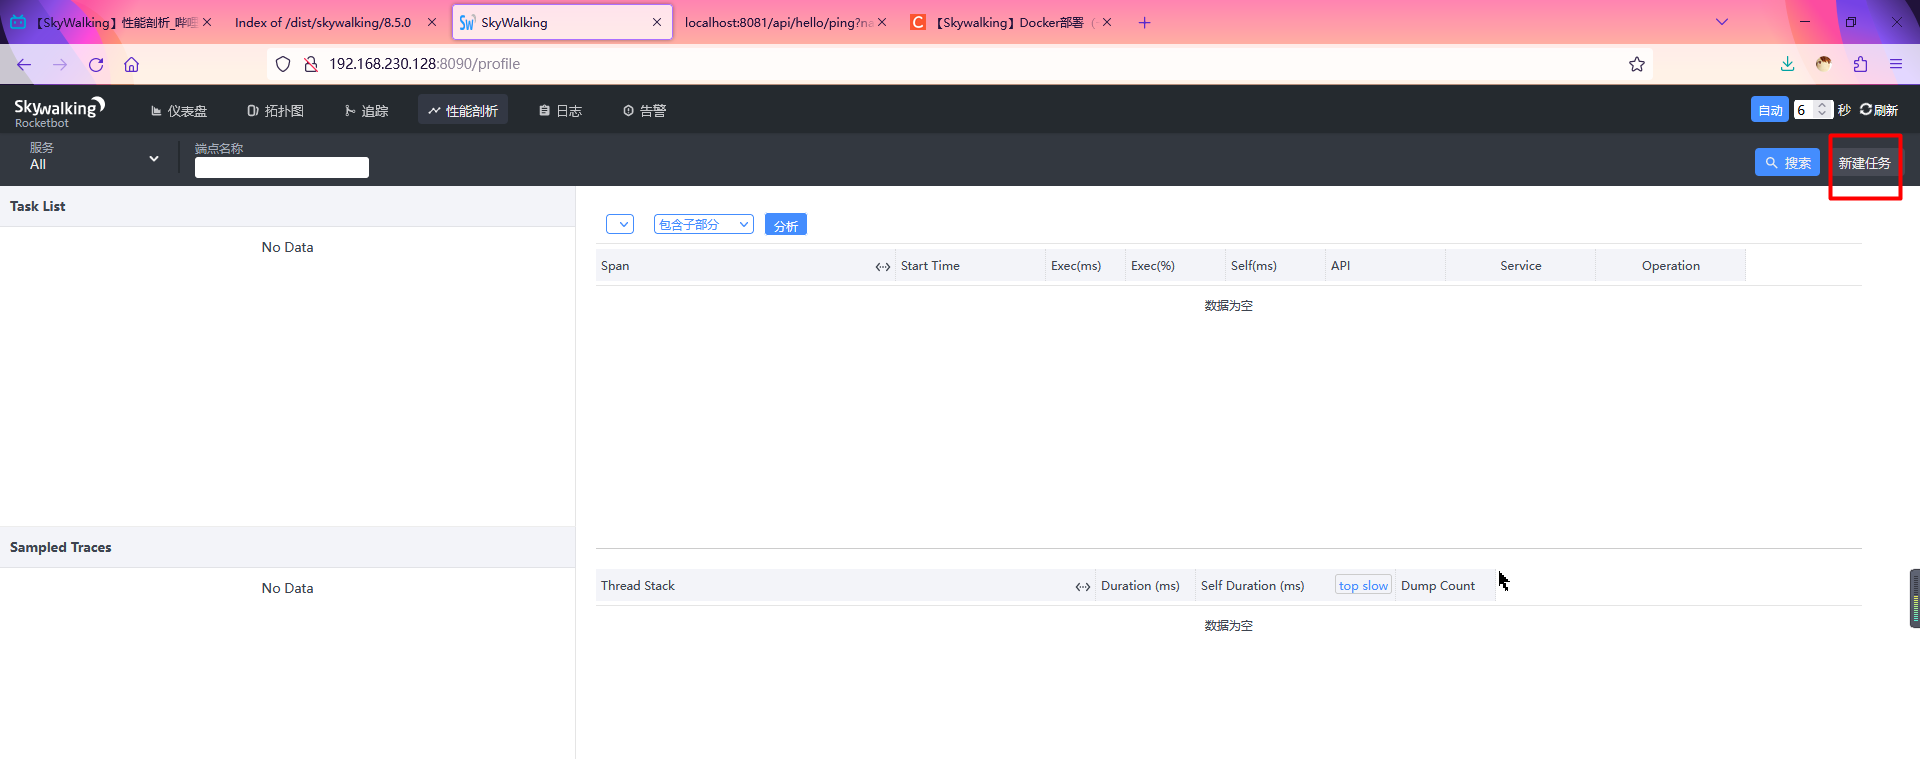 【SkyWalking】性能剖析_哔哩
Index of /dist/skywalking/8.5.0
SkyWalking
localhost:8081/api/hello/ping?na
【Skywalking】Docker部署（
192.168.230.128:8090/profile
Skywalking
Rocketbot
仪表盘
拓扑图
追踪
性能剖析
日志
告警
自动
6
秒
刷新
服务
All
端点名称
搜索
新建任务
Task List
No Data
包含子部分
分析
Span
Start Time
Exec(ms)
Exec(%)
Self(ms)
API
Service
Operation
数据为空
Sampled Traces
No Data
Thread Stack
Duration (ms)
Self Duration (ms)
top slow
Dump Count
数据为空